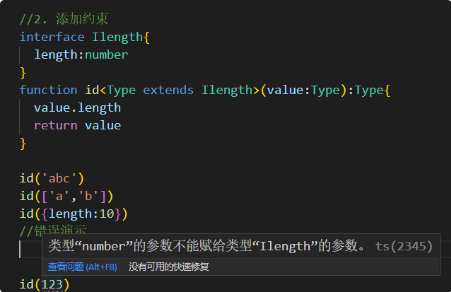 //2. 添加约束
interface Ilength{
  length:number
}
function id<Type extends Ilength>(value:Type):Type{
  value.length
  return value
}
id('abc')
id(['a','b'])
id({length:10})
//错误演示
类型“number”的参数不能赋给类型“Ilength”的参数。 ts(2345)
查看问题 (Alt+F8) 没有可用的快速修复
id(123)